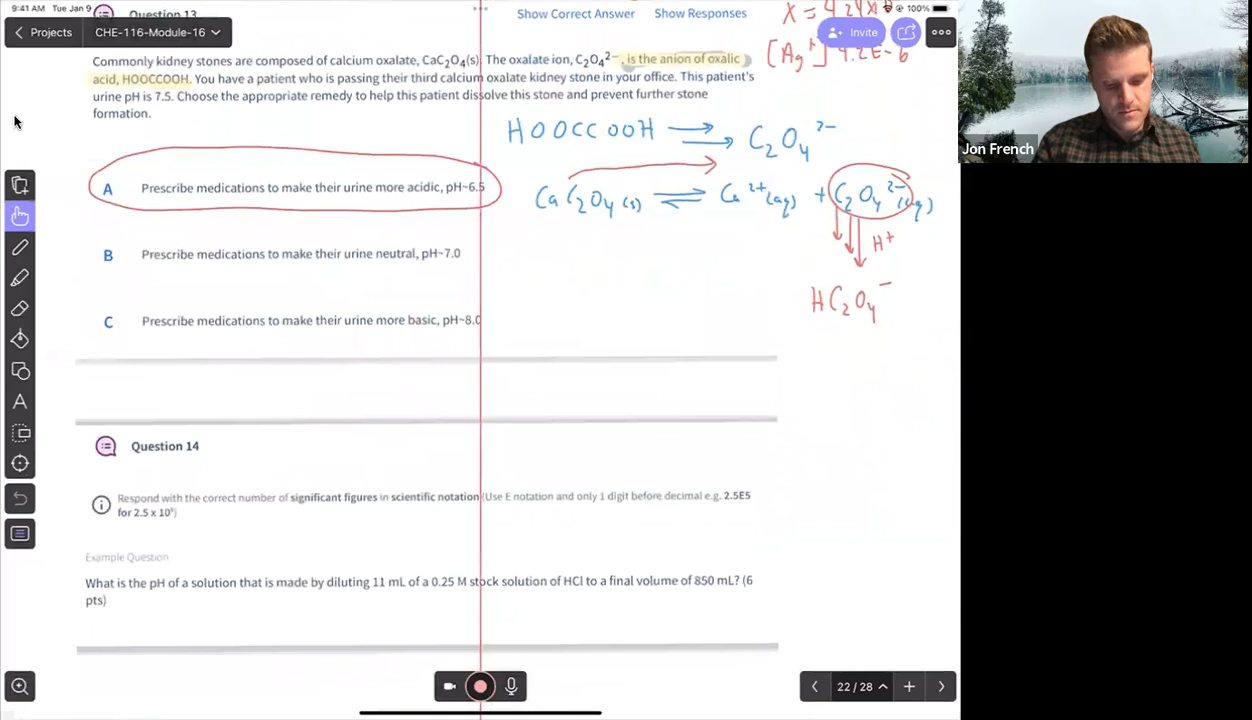 9:41 AM Tue Jan 9
100%
Projects
CHE-116-Module-16
Question 13
Show Correct Answer
Show Responses
Invite
[Ag+] 4.2E-6
Commonly kidney stones are composed of calcium oxalate, CaC2O4(s). The oxalate ion, C2O4²⁻, is the anion of oxalic
acid, HOOCCOOH. You have a patient who is passing their third calcium oxalate kidney stone in your office. This patient's
urine pH is 7.5. Choose the appropriate remedy to help this patient dissolve this stone and prevent further stone
formation.
HOOCCOOH ⇉ C2O4²⁻
A Prescribe medications to make their urine more acidic, pH~6.5
CaC2O4(s) ⇌ Ca²⁺(aq) + C2O4²⁻(aq)
H+
B Prescribe medications to make their urine neutral, pH~7.0
HC2O4⁻
C Prescribe medications to make their urine more basic, pH~8.0
Question 14
Respond with the correct number of significant figures in scientific notation (Use E notation and only 1 digit before decimal e.g. 2.5E5
for 2.5 x 10⁵)
Example Question
What is the pH of a solution that is made by diluting 11 mL of a 0.25 M stock solution of HCl to a final volume of 850 mL? (6
pts)
22 / 28
Jon French